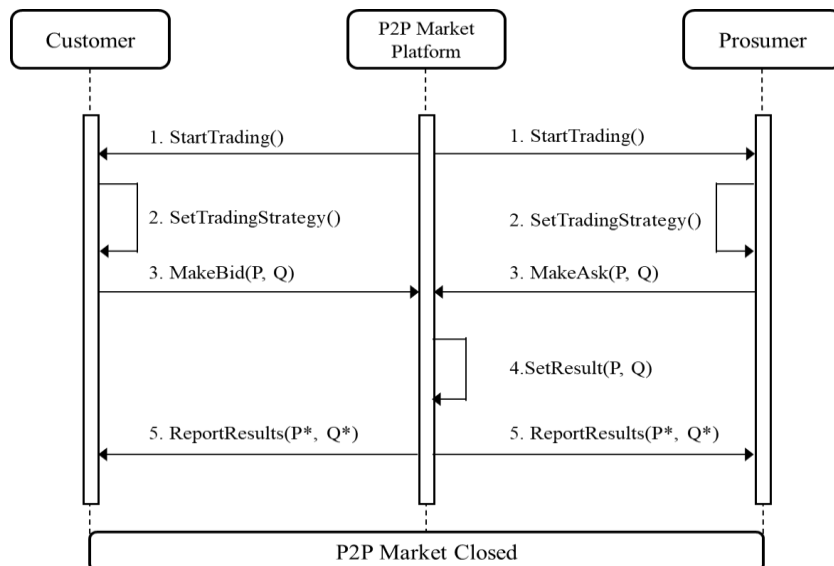 Customer
P2P Market
Platform
Prosumer
1. StartTrading()
1. StartTrading()
2. SetTradingStrategy()
2. SetTradingStrategy()
3. MakeBid(P, Q)
3. MakeAsk(P, Q)
4.SetResult(P, Q)
5. ReportResults(P*, Q*)
5. ReportResults(P*, Q*)
P2P Market Closed